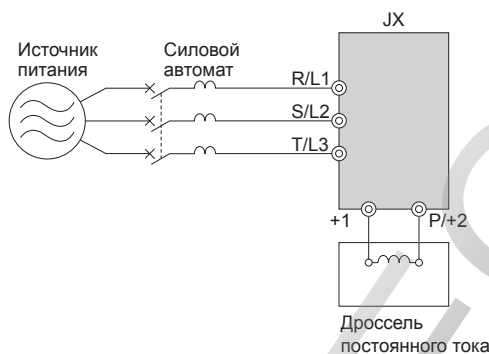 JX
Источник
питания
Силовой
автомат
R/L1
S/L2
T/L3
+1
P/+2
Дроссель
постоянного тока